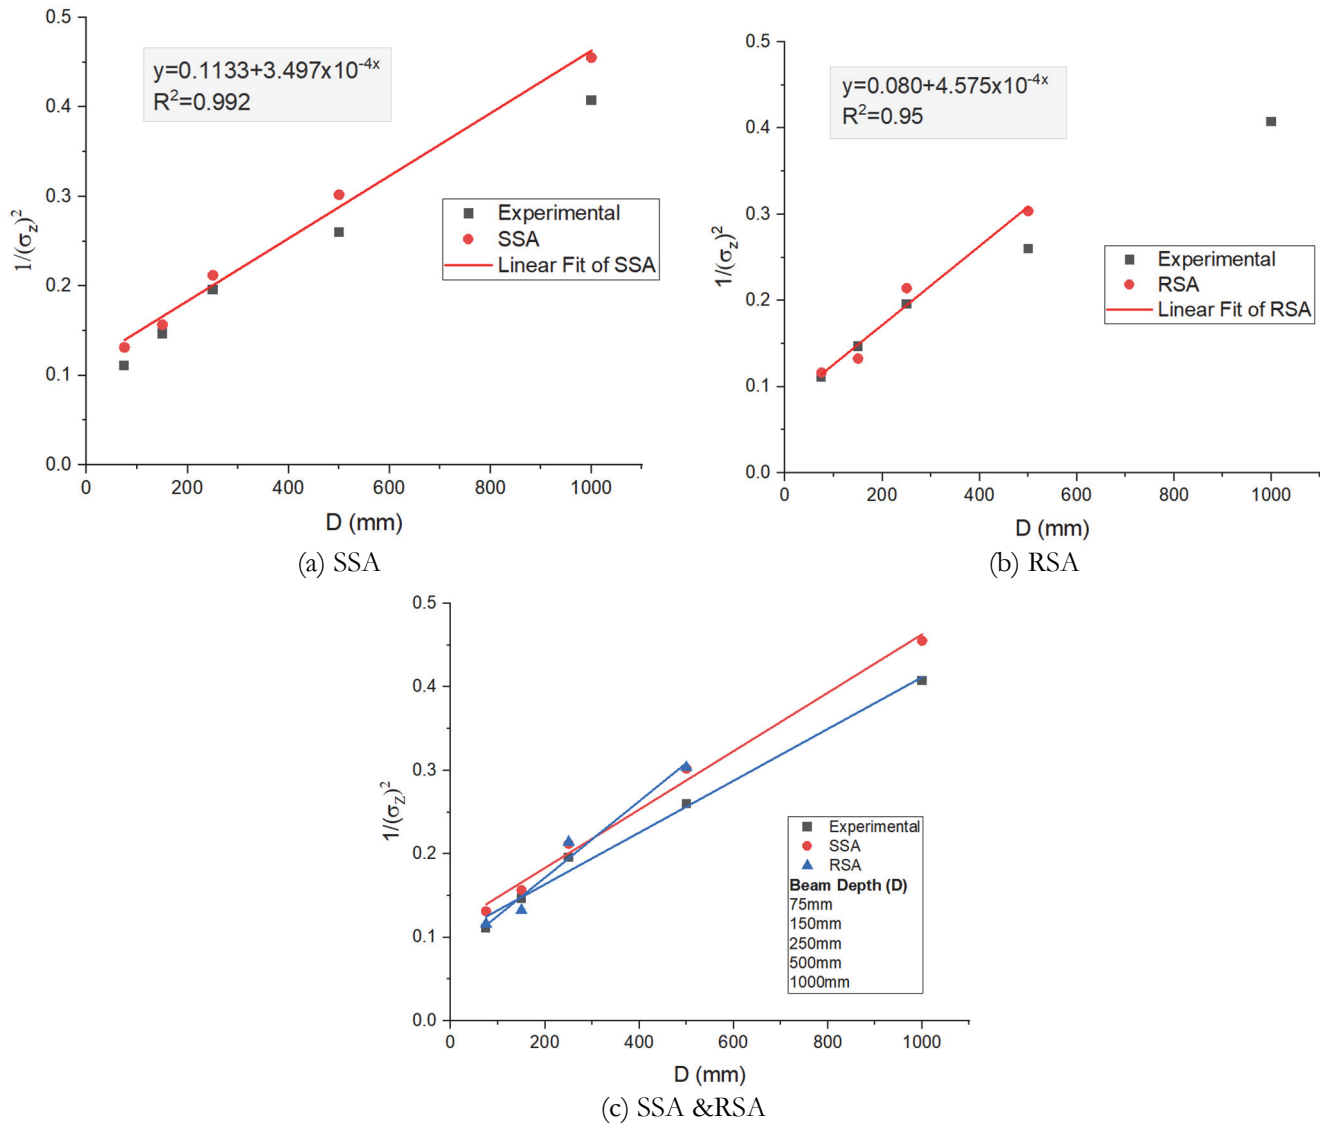 0.5
0.4
0.3
0.2
0.1
0.0
1/(σz)²
y=0.1133+3.497x10⁻⁴ˣ
R²=0.992
Experimental
SSA
Linear Fit of SSA
0 200 400 600 800 1000
D (mm)
(a) SSA
0.5
0.4
0.3
0.2
0.1
0.0
1/(σz)²
y=0.080+4.575x10⁻⁴ˣ
R²=0.95
Experimental
RSA
Linear Fit of RSA
0 200 400 600 800 1000
D (mm)
(b) RSA
0.5
0.4
0.3
0.2
0.1
0.0
1/(σZ)²
Experimental
SSA
RSA
Beam Depth (D)
75mm
150mm
250mm
500mm
1000mm
0 200 400 600 800 1000
D (mm)
(c) SSA &RSA